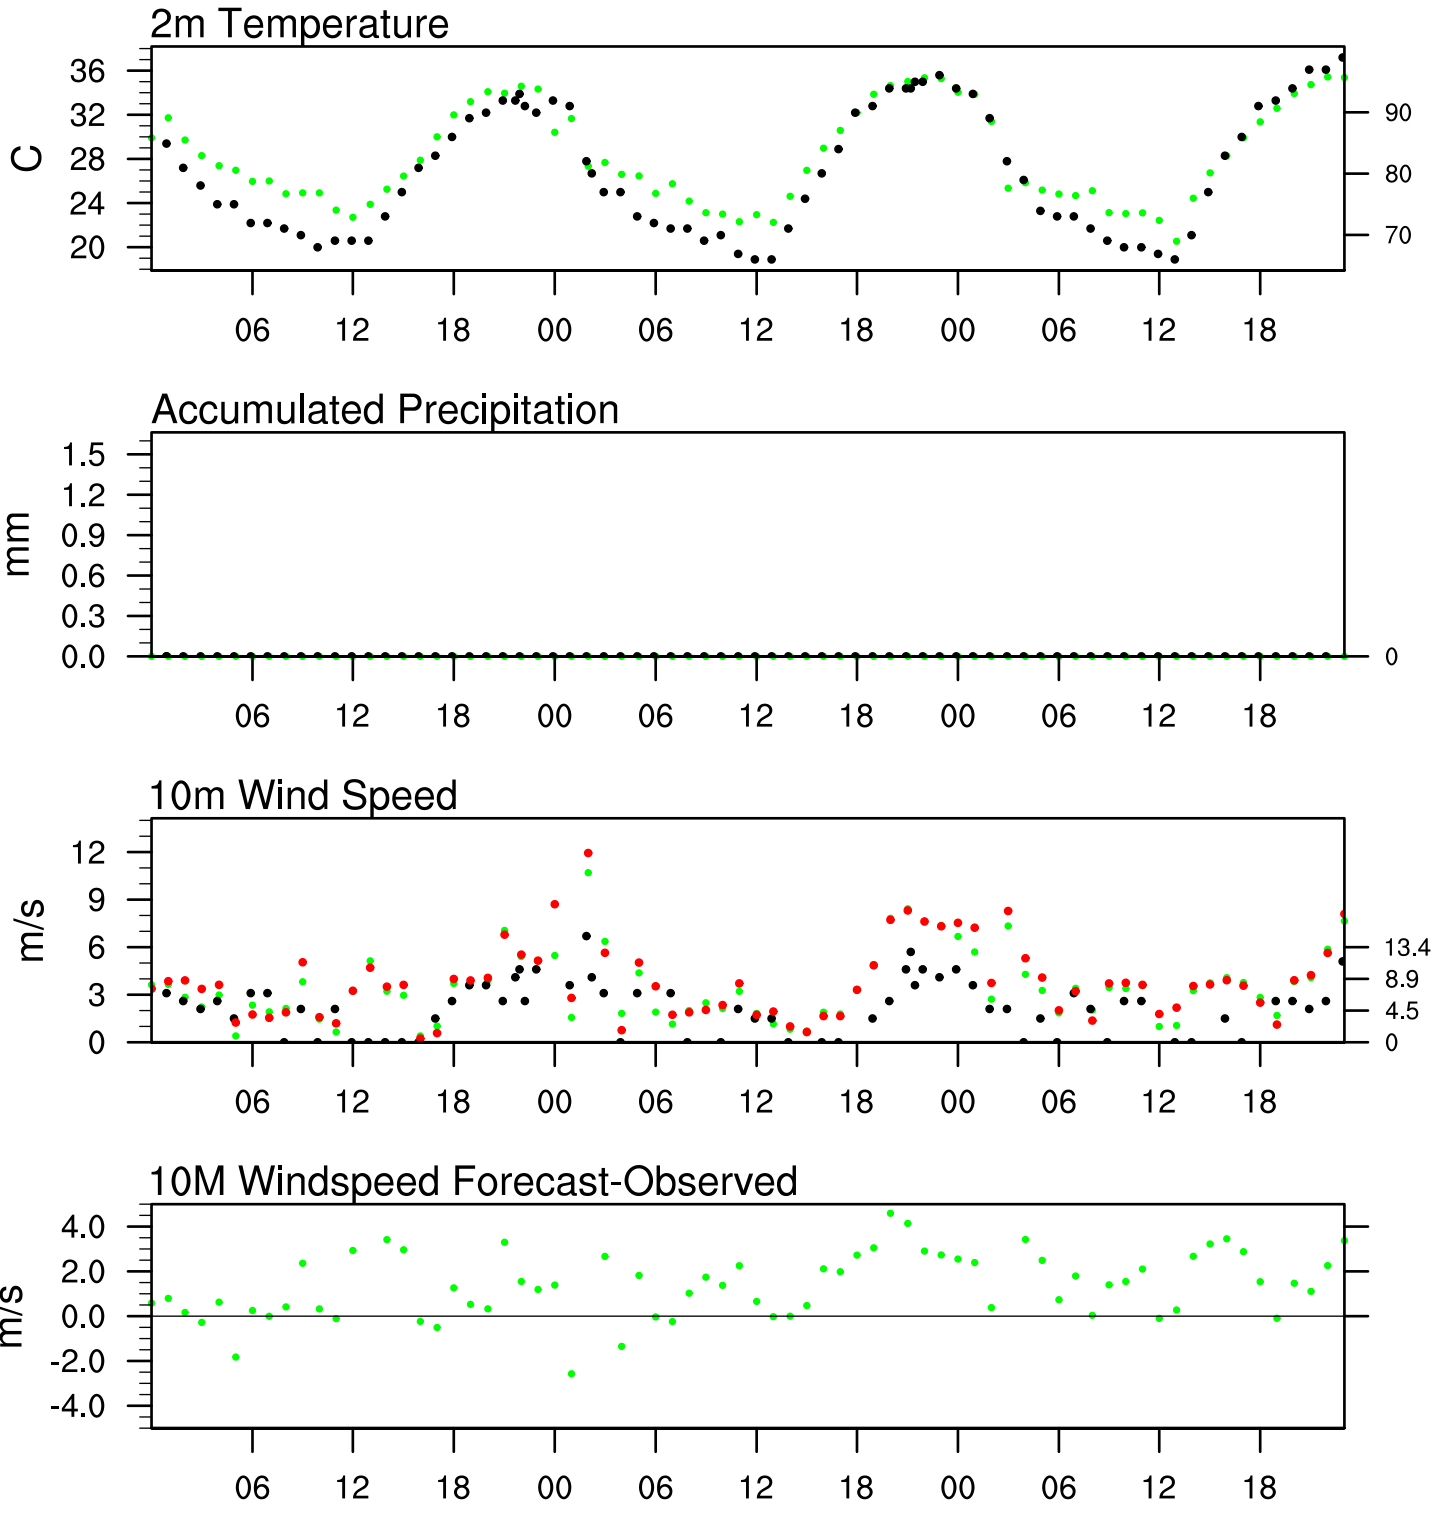 2m Temperature
36
32
28
24
20
C
90
80
70
06 12 18 00 06 12 18 00 06 12 18
Accumulated Precipitation
1.5
1.2
0.9
0.6
0.3
0.0
mm
0
06 12 18 00 06 12 18 00 06 12 18
10m Wind Speed
12
9
6
3
0
m/s
13.4
8.9
4.5
0
06 12 18 00 06 12 18 00 06 12 18
10M Windspeed Forecast-Observed
4.0
2.0
0.0
-2.0
-4.0
m/s
06 12 18 00 06 12 18 00 06 12 18